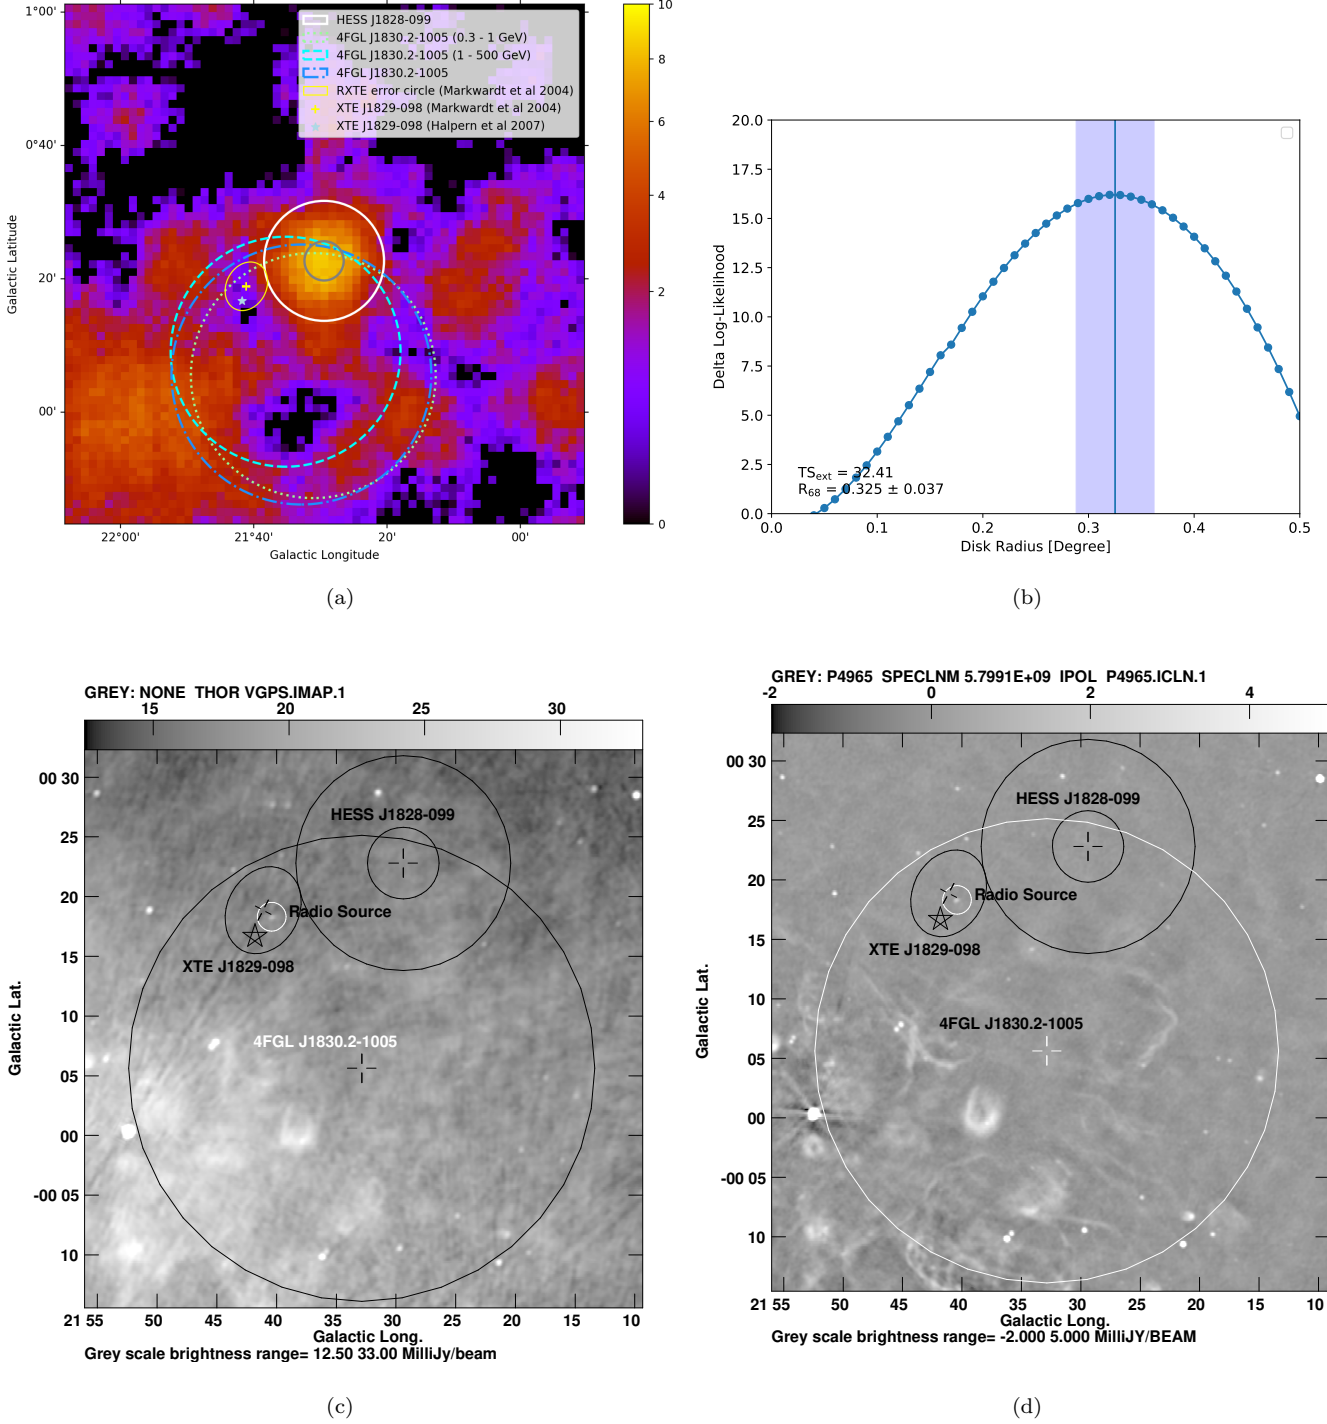 1°00'
0°40'
20'
00'
Galactic Latitude
22°00'
21°40'
20'
00'
Galactic Longitude
HESS J1828-099
4FGL J1830.2-1005 (0.3 - 1 GeV)
4FGL J1830.2-1005 (1 - 500 GeV)
4FGL J1830.2-1005
RXTE error circle (Markwardt et al 2004)
XTE J1829-098 (Markwardt et al 2004)
XTE J1829-098 (Halpern et al 2007)
10
8
6
4
2
0
(a)
20.0
17.5
15.0
12.5
10.0
7.5
5.0
2.5
0.0
Delta Log-Likelihood
TSext = 32.41
R68 = 0.325 ± 0.037
0.0 0.1 0.2 0.3 0.4 0.5
Disk Radius [Degree]
(b)
GREY: NONE THOR VGPS.IMAP.1
15 20 25 30
00 30
25
20
15
10
05
00
-00 05
10
Galactic Lat.
HESS J1828-099
Radio Source
XTE J1829-098
4FGL J1830.2-1005
21 55 50 45 40 35 30 25 20 15 10
Galactic Long.
Grey scale brightness range= 12.50 33.00 MilliJy/beam
(c)
GREY: P4965 SPECLNM 5.7991E+09 IPOL P4965.ICLN.1
-2 0 2 4
00 30
25
20
15
10
05
00
-00 05
10
Galactic Lat.
HESS J1828-099
Radio Source
XTE J1829-098
4FGL J1830.2-1005
21 55 50 45 40 35 30 25 20 15 10
Galactic Long.
Grey scale brightness range= -2.000 5.000 MilliJY/BEAM
(d)